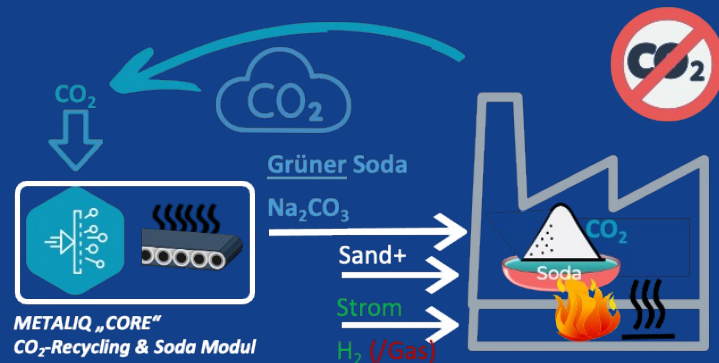 CO₂
CO₂
CO₂
Grüner Soda
Na₂CO₃
CO₂
Sand+
Soda
Strom
H₂ (/Gas)
METALIQ „CORE“
CO₂-Recycling & Soda Modul